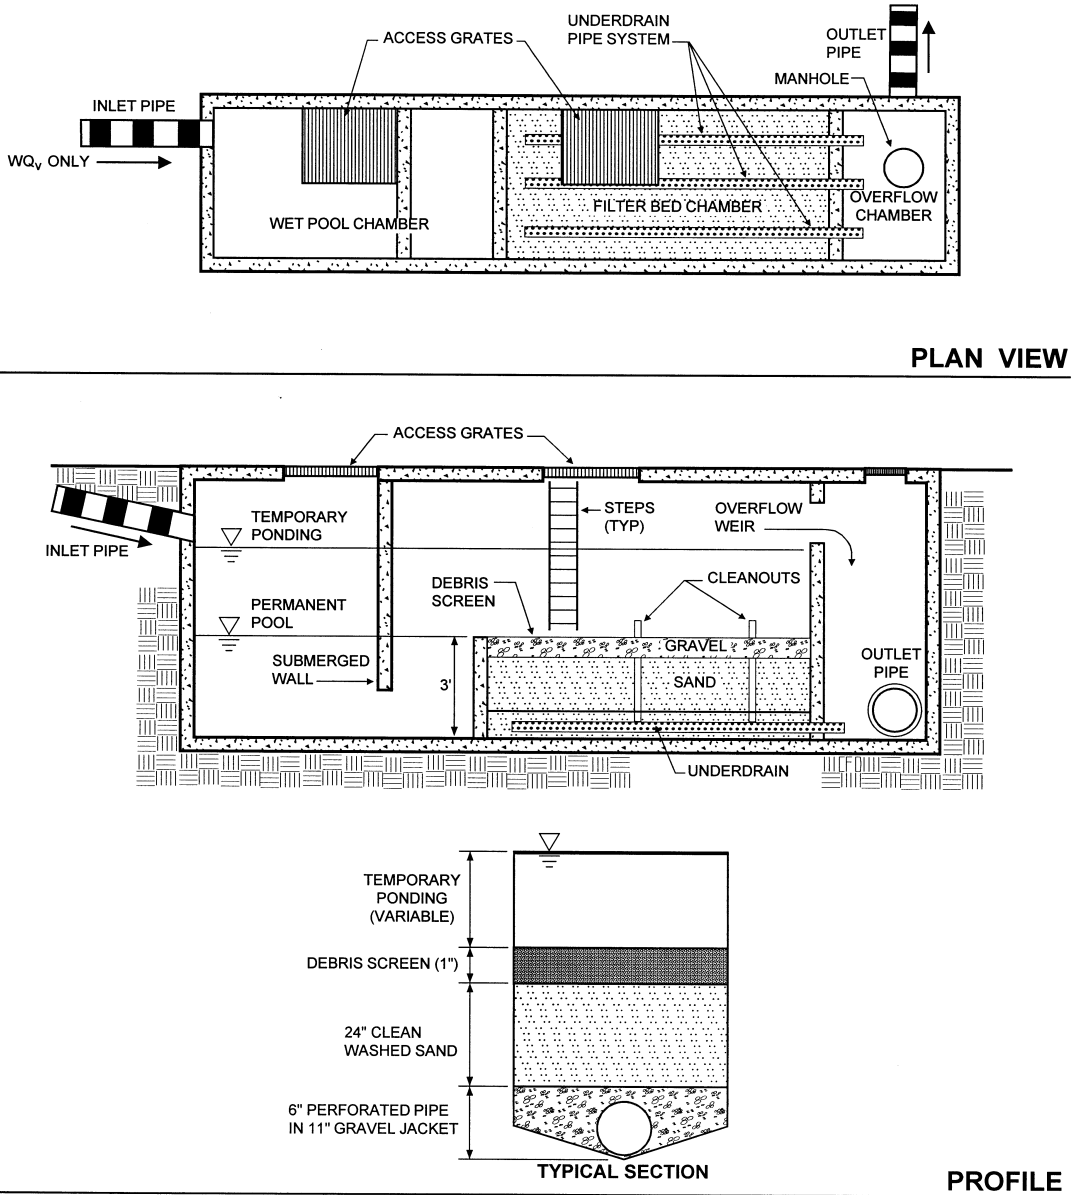 UNDERDRAIN
PIPE SYSTEM
ACCESS GRATES
OUTLET
PIPE
MANHOLE
INLET PIPE
WQv ONLY
WET POOL CHAMBER
FILTER BED CHAMBER
OVERFLOW
CHAMBER
PLAN VIEW
ACCESS GRATES
TEMPORARY
PONDING
INLET PIPE
STEPS
(TYP)
OVERFLOW
WEIR
DEBRIS
SCREEN
CLEANOUTS
PERMANENT
POOL
GRAVEL
SUBMERGED
WALL
3'
SAND
OUTLET
PIPE
UNDERDRAIN
TEMPORARY
PONDING
(VARIABLE)
DEBRIS SCREEN (1")
24" CLEAN
WASHED SAND
6" PERFORATED PIPE
IN 11" GRAVEL JACKET
TYPICAL SECTION
PROFILE